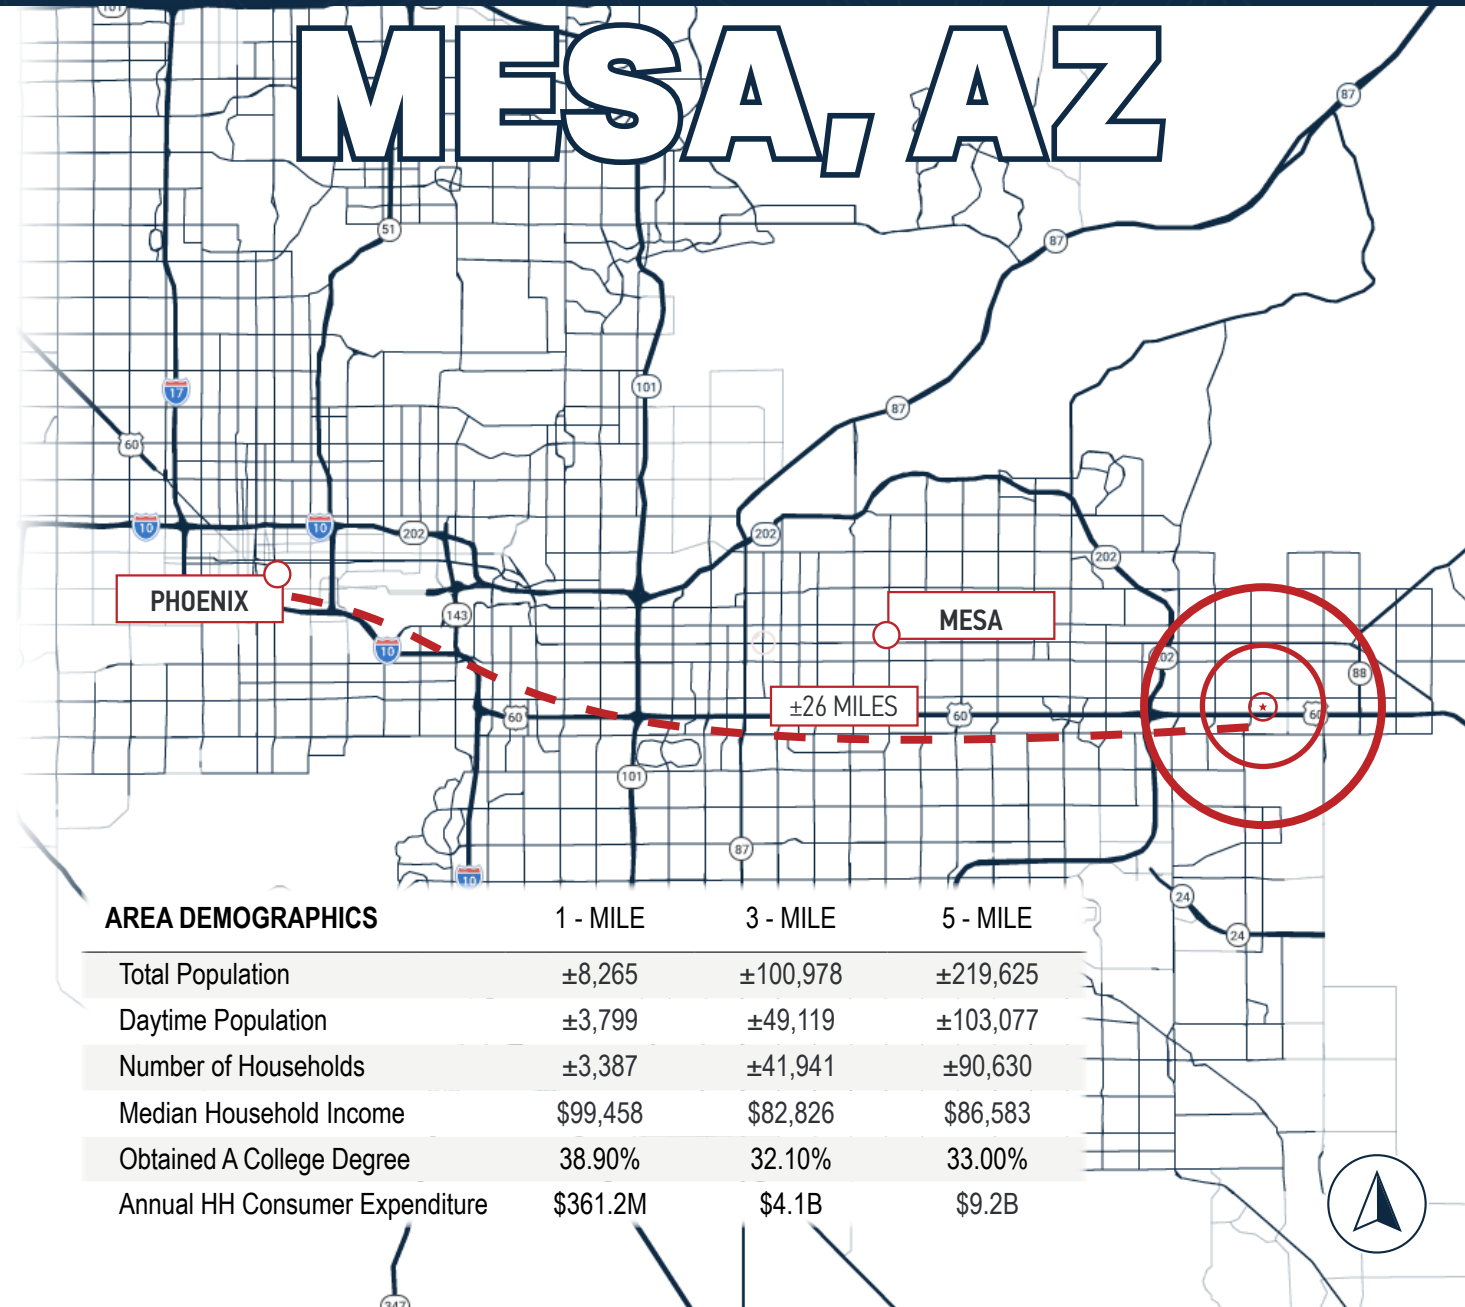 101
MESA, AZ
87
51
87
17
101
87
60
10
10
202
202
202
PHOENIX
143
MESA
10
02
88
±26 MILES
60
60
60
101
87
10
24
24
AREA DEMOGRAPHICS 1 - MILE 3 - MILE 5 - MILE
Total Population ±8,265 ±100,978 ±219,625
Daytime Population ±3,799 ±49,119 ±103,077
Number of Households ±3,387 ±41,941 ±90,630
Median Household Income $99,458 $82,826 $86,583
Obtained A College Degree 38.90% 32.10% 33.00%
Annual HH Consumer Expenditure $361.2M $4.1B $9.2B
347